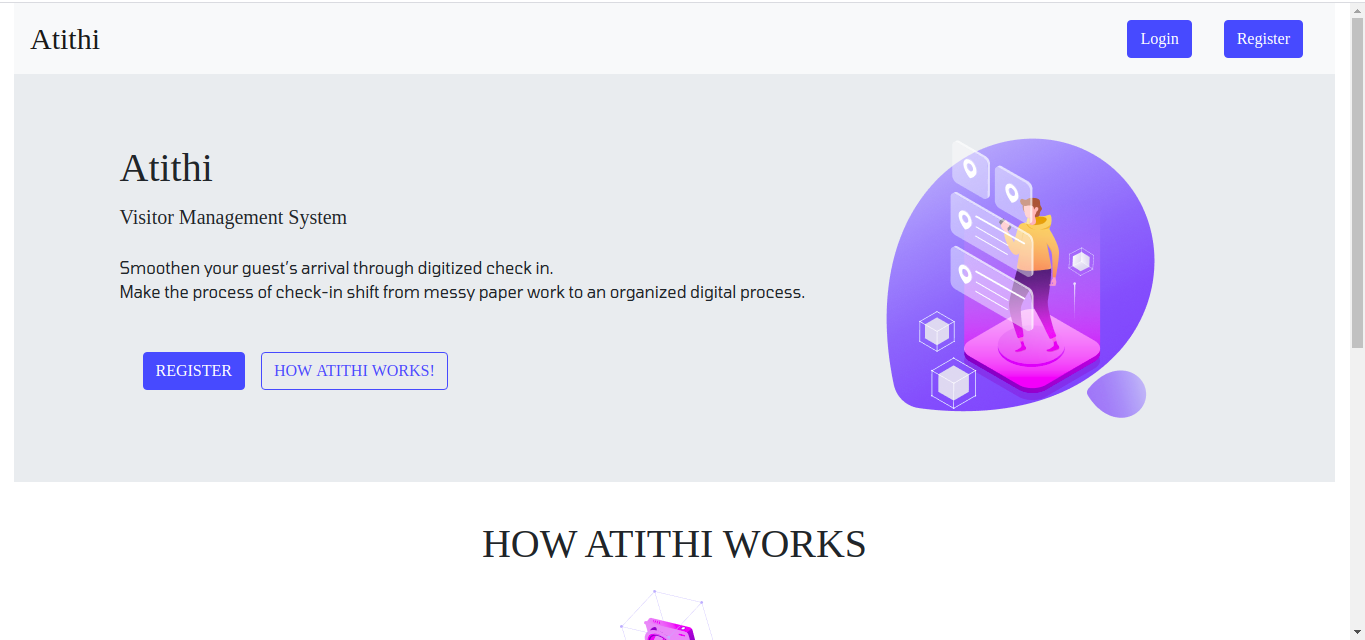 Atithi
Login
Register
Atithi
Visitor Management System
Smoothen your guest's arrival through digitized check in.
Make the process of check-in shift from messy paper work to an organized digital process.
REGISTER
HOW ATITHI WORKS!
HOW ATITHI WORKS